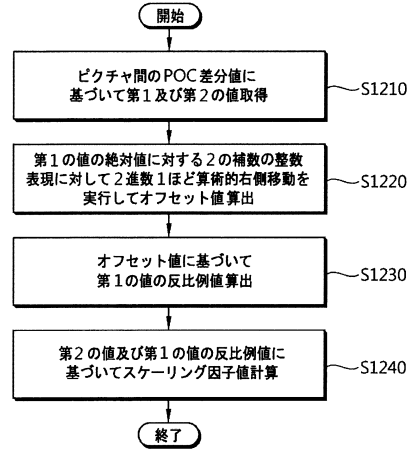 開始
ピクチャ間のPOC差分値に
基づいて第1及び第2の値取得
S1210
第1の値の絶対値に対する2の補数の整数
表現に対して2進数1ほど算術的右側移動を
実行してオフセット値算出
S1220
オフセット値に基づいて
第1の値の反比例値算出
S1230
第2の値及び第1の値の反比例値に
基づいてスケーリング因子値計算
S1240
終了